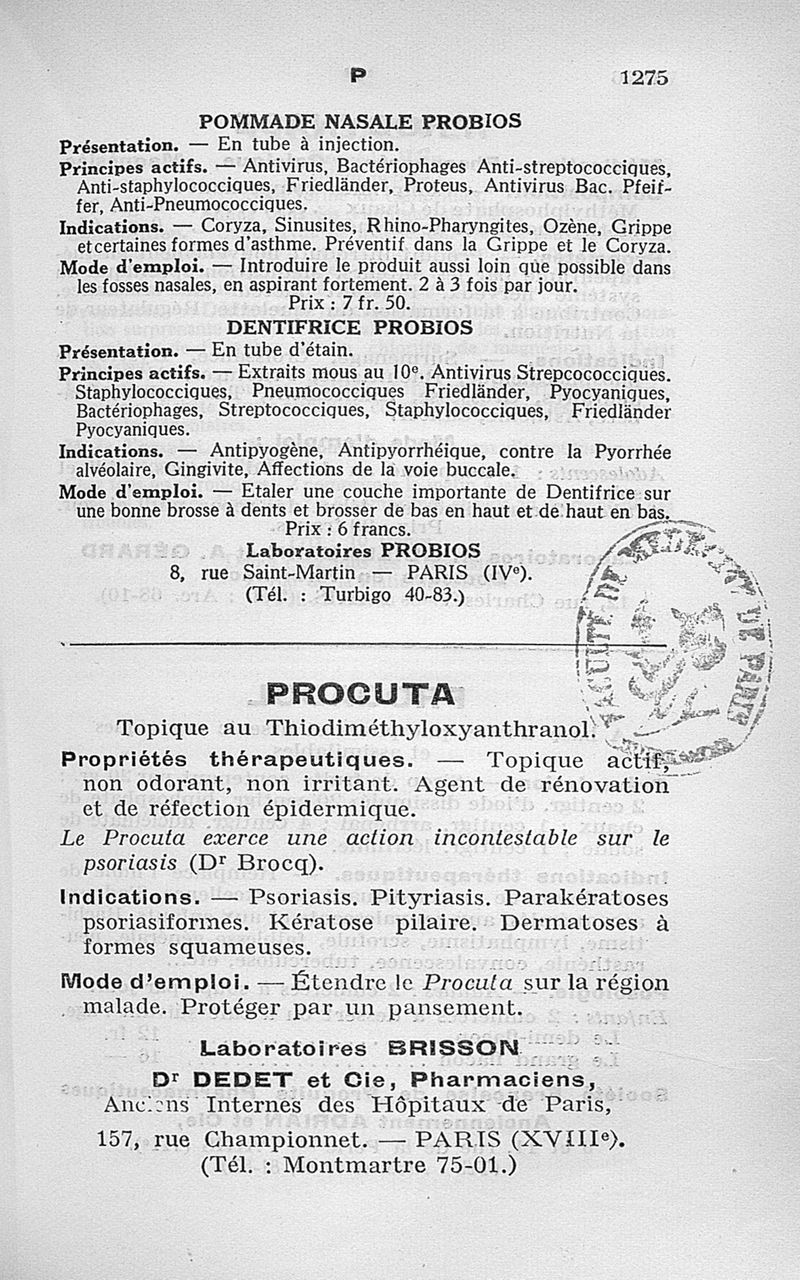 P 1275
POMMADE NASALE PROBIOS
Présentation. — En tube à injection.
Principes actifs. — Antivirus, Bactériophages Anti-streptococciques,
Anti-staphylococciques, Friedländer, Proteus, Antivirus Bac. Pfeif-
fer, Anti-Pneumococciques.
Indications. — Coryza, Sinusites, Rhino-Pharyngites, Ozène, Grippe
et certaines formes d'asthme. Préventif dans la Grippe et le Coryza.
Mode d'emploi. — Introduire le produit aussi loin que possible dans
les fosses nasales, en aspirant fortement. 2 à 3 fois par jour.
Prix : 7 fr. 50.
DENTIFRICE PROBIOS
Présentation. — En tube d'étain.
Principes actifs. — Extraits mous au 10e. Antivirus Strepcococciques.
Staphylococciques, Pneumococciques Friedländer, Pyocyaniques,
Bactériophages, Streptococciques, Staphylococciques, Friedländer
Pyocyaniques.
Indications. — Antipyogène, Antipyorrhéique, contre la Pyorrhée
alvéolaire, Gingivite, Affections de la voie buccale.
Mode d'emploi. — Etaler une couche importante de Dentifrice sur
une bonne brosse à dents et brosser de bas en haut et de haut en bas.
Prix : 6 francs.
Laboratoires PROBIOS
8, rue Saint-Martin — PARIS (IVe).
(Tél. : Turbigo 40-83.)
FACULTE DE MEDECINE DE PARIS
PROCUTA
Topique au Thiodiméthyloxyanthranol.
Propriétés thérapeutiques. — Topique actif,
non odorant, non irritant. Agent de rénovation
et de réfection épidermique.
Le Procuta exerce une action incontestable sur le
psoriasis (Dr Brocq).
Indications. — Psoriasis. Pityriasis. Parakératoses
psoriasiformes. Kératose pilaire. Dermatoses à
formes squameuses.
Mode d'emploi. — Étendre le Procuta sur la région
malade. Protéger par un pansement.
Laboratoires BRISSON
Dr DEDET et Cie, Pharmaciens,
Anciens Internes des Hôpitaux de Paris,
157, rue Championnet. — PARIS (XVIIIe).
(Tél. : Montmartre 75-01.)